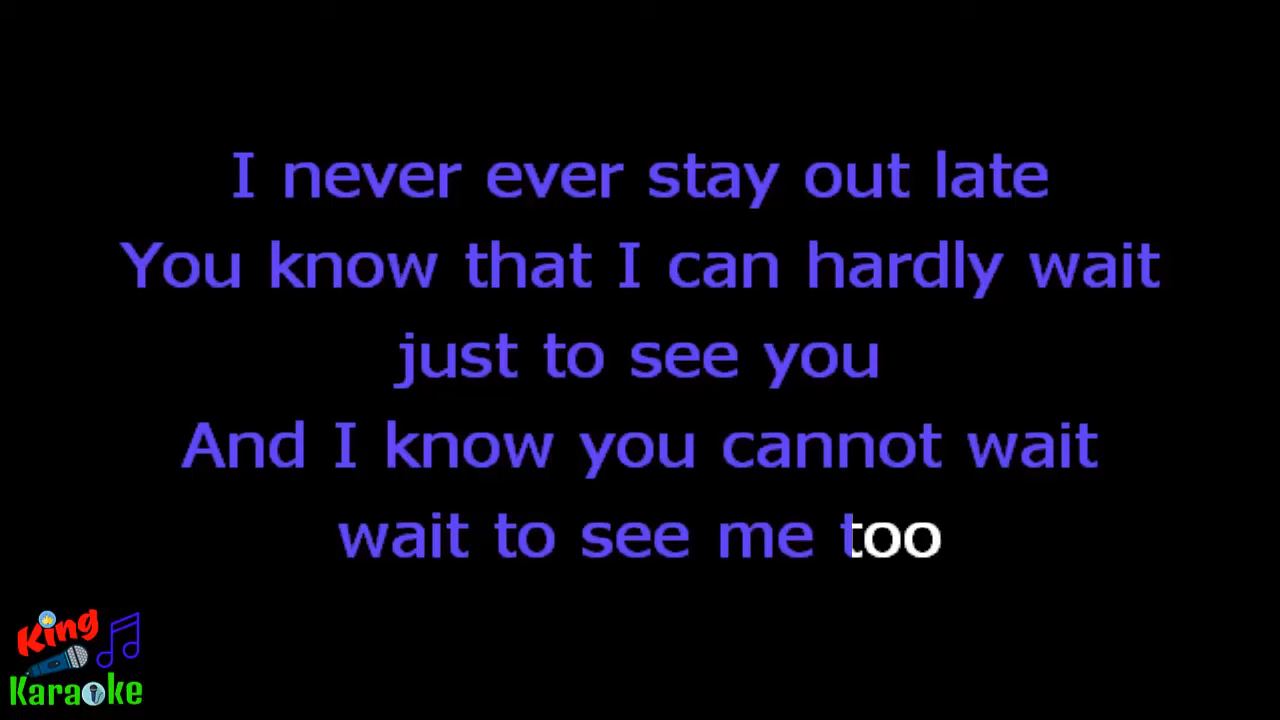 I never ever stay out late
You know that I can hardly wait
just to see you
And I know you cannot wait
wait to see me too
King
Karaoke